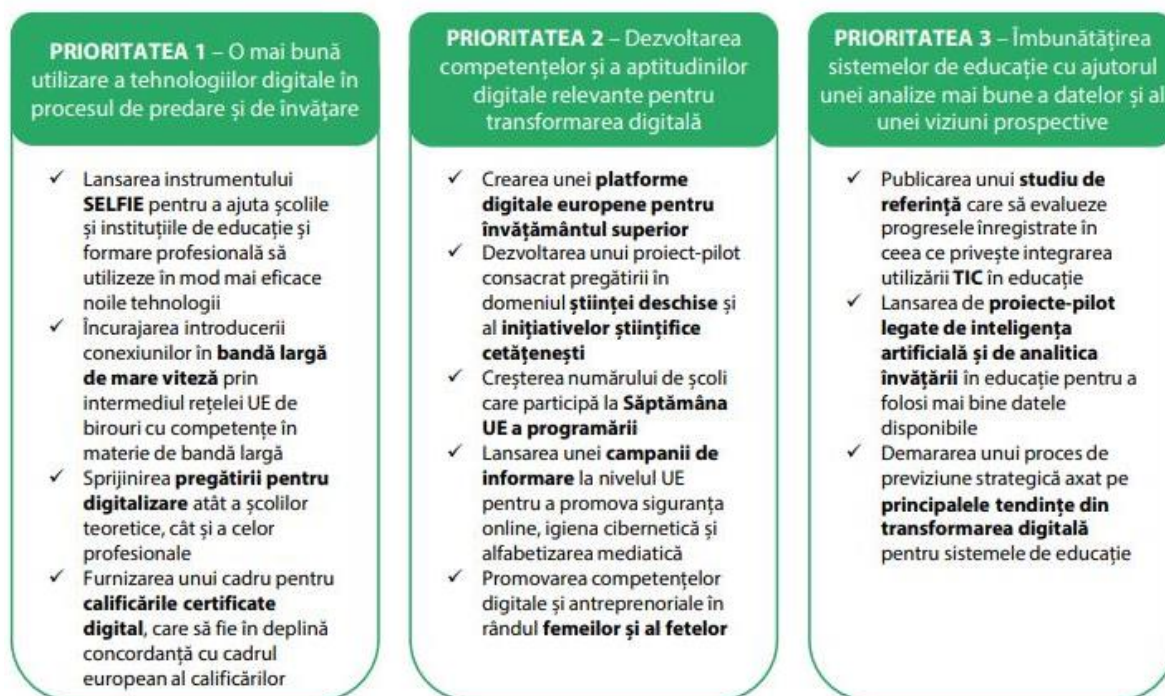 PRIORITATEA 1 – O mai bună
utilizare a tehnologiilor digitale în
procesul de predare și de învățare
✓ Lansarea instrumentului
SELFIE pentru a ajuta școlile
și instituțiile de educație și
formare profesională să
utilizeze în mod mai eficace
noile tehnologii
✓ Încurajarea introducerii
conexiunilor în bandă largă
de mare viteză prin
intermediul rețelei UE de
birouri cu competențe în
materie de bandă largă
✓ Sprijinirea pregătirii pentru
digitalizare atât a școlilor
teoretice, cât și a celor
profesionale
✓ Furnizarea unui cadru pentru
calificările certificate
digital, care să fie în deplină
concordanță cu cadrul
european al calificărilor
PRIORITATEA 2 – Dezvoltarea
competențelor și a aptitudinilor
digitale relevante pentru
transformarea digitală
✓ Crearea unei platforme
digitale europene pentru
învățământul superior
✓ Dezvoltarea unui proiect-pilot
consacrat pregătirii în
domeniul științei deschise și
al inițiativelor științifice
cetățenești
✓ Creșterea numărului de școli
care participă la Săptămâna
UE a programării
✓ Lansarea unei campanii de
informare la nivelul UE
pentru a promova siguranța
online, igiena cibernetică și
alfabetizarea mediatică
✓ Promovarea competențelor
digitale și antreprenoriale în
rândul femeilor și al fetelor
PRIORITATEA 3 – Îmbunătățirea
sistemelor de educație cu ajutorul
unei analize mai bune a datelor și al
unei viziuni prospective
✓ Publicarea unui studiu de
referință care să evalueze
progresele înregistrate în
ceea ce privește integrarea
utilizării TIC în educație
✓ Lansarea de proiecte-pilot
legate de inteligența
artificială și de analitica
învățării în educație pentru a
folosi mai bine datele
disponibile
✓ Demararea unui proces de
previziune strategică axat pe
principalele tendințe din
transformarea digitală
pentru sistemele de educație